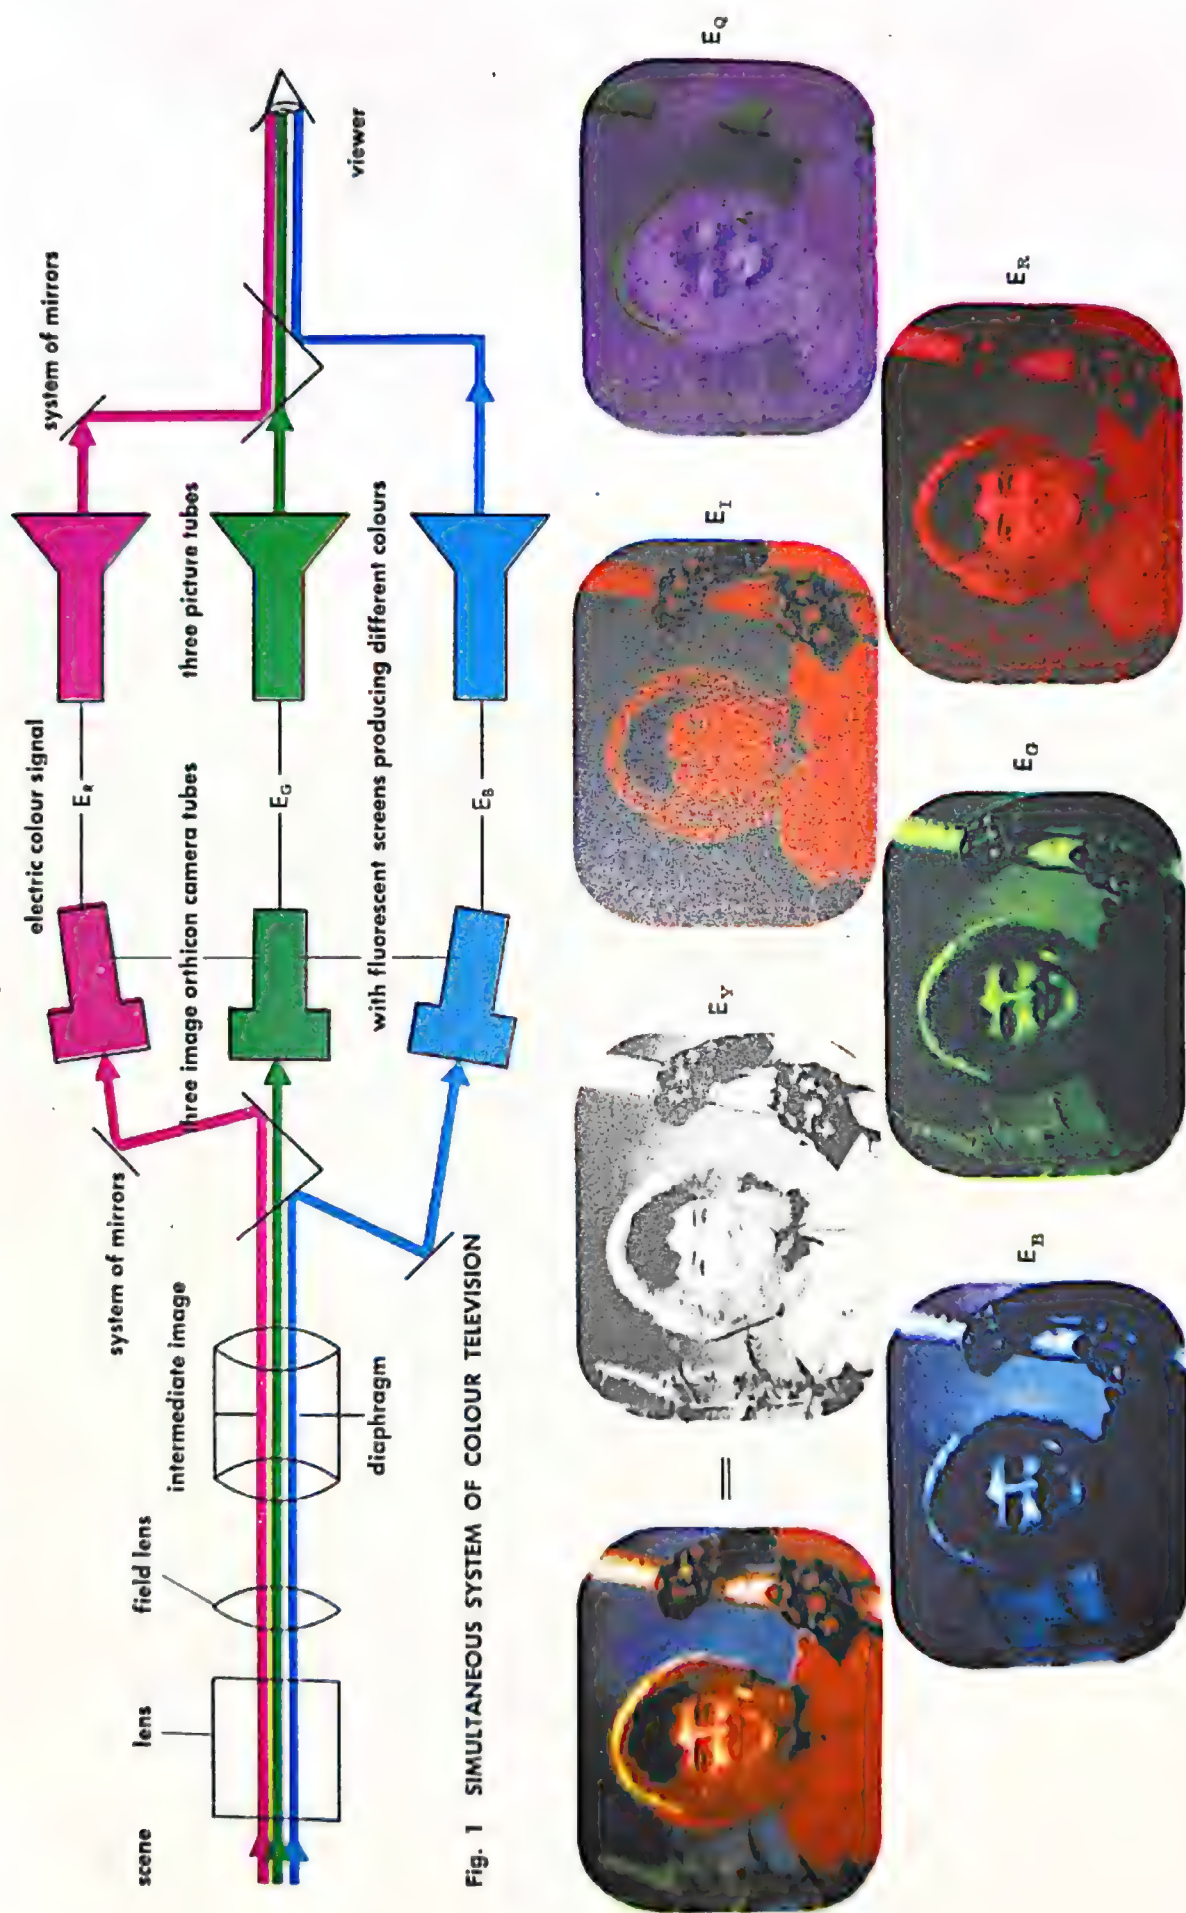 scene
lens
field lens
intermediate image
diaphragm
system of mirrors
three image orthicon camera tubes
electric colour signal
E_R
E_G
E_B
three picture tubes
with fluorescent screens producing different colours
system of mirrors
viewer
Fig. 1 SIMULTANEOUS SYSTEM OF COLOUR TELEVISION
=
E_Y
E_I
E_Q
E_B
E_G
E_R